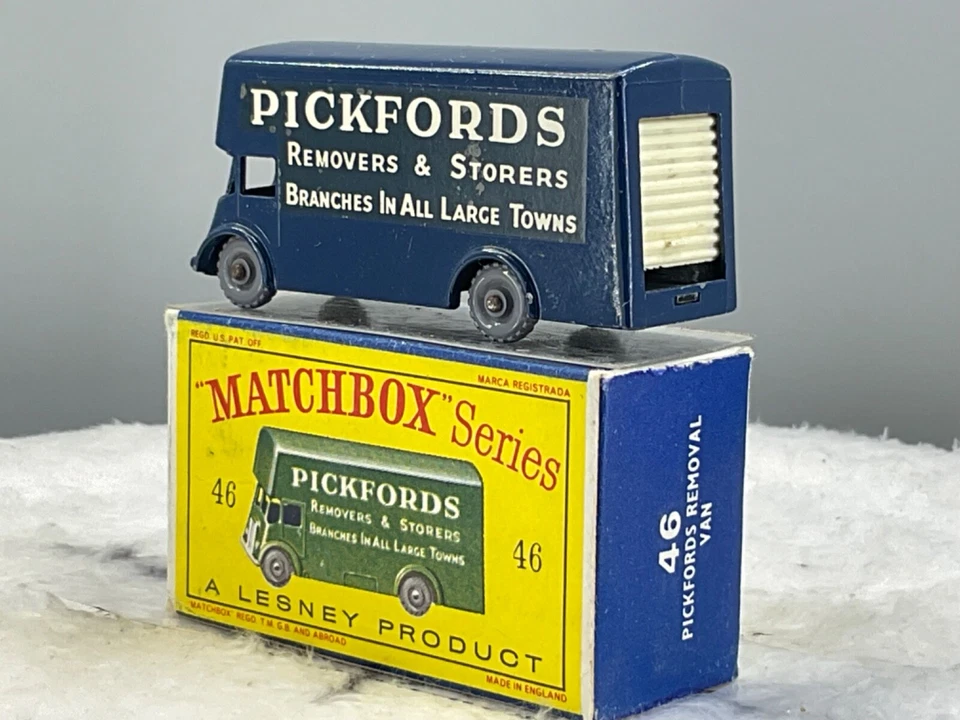 PICKFORDS
REMOVERS & STORERS
BRANCHES IN ALL LARGE TOWNS
REGD. U.S. PAT. OFF
MARCA REGISTRADA
"MATCHBOX" Series
46
PICKFORDS
REMOVERS & STORERS
BRANCHES IN ALL LARGE TOWNS
46
A LESNEY PRODUCT
"MATCHBOX" REGD. T.M. G.B. AND ABROAD
MADE IN ENGLAND
46
PICKFORDS REMOVAL
VAN